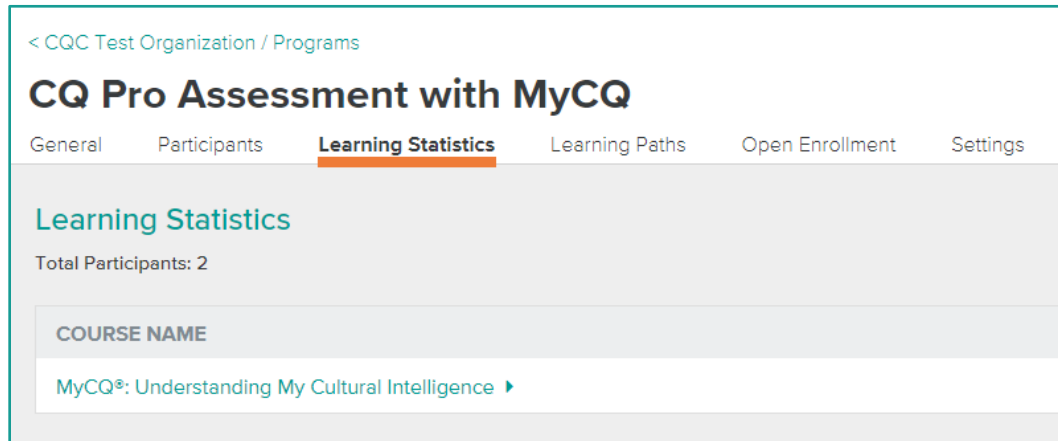 < CQC Test Organization / Programs
CQ Pro Assessment with MyCQ
General Participants Learning Statistics Learning Paths Open Enrollment Settings
Learning Statistics
Total Participants: 2
COURSE NAME
MyCQ®: Understanding My Cultural Intelligence